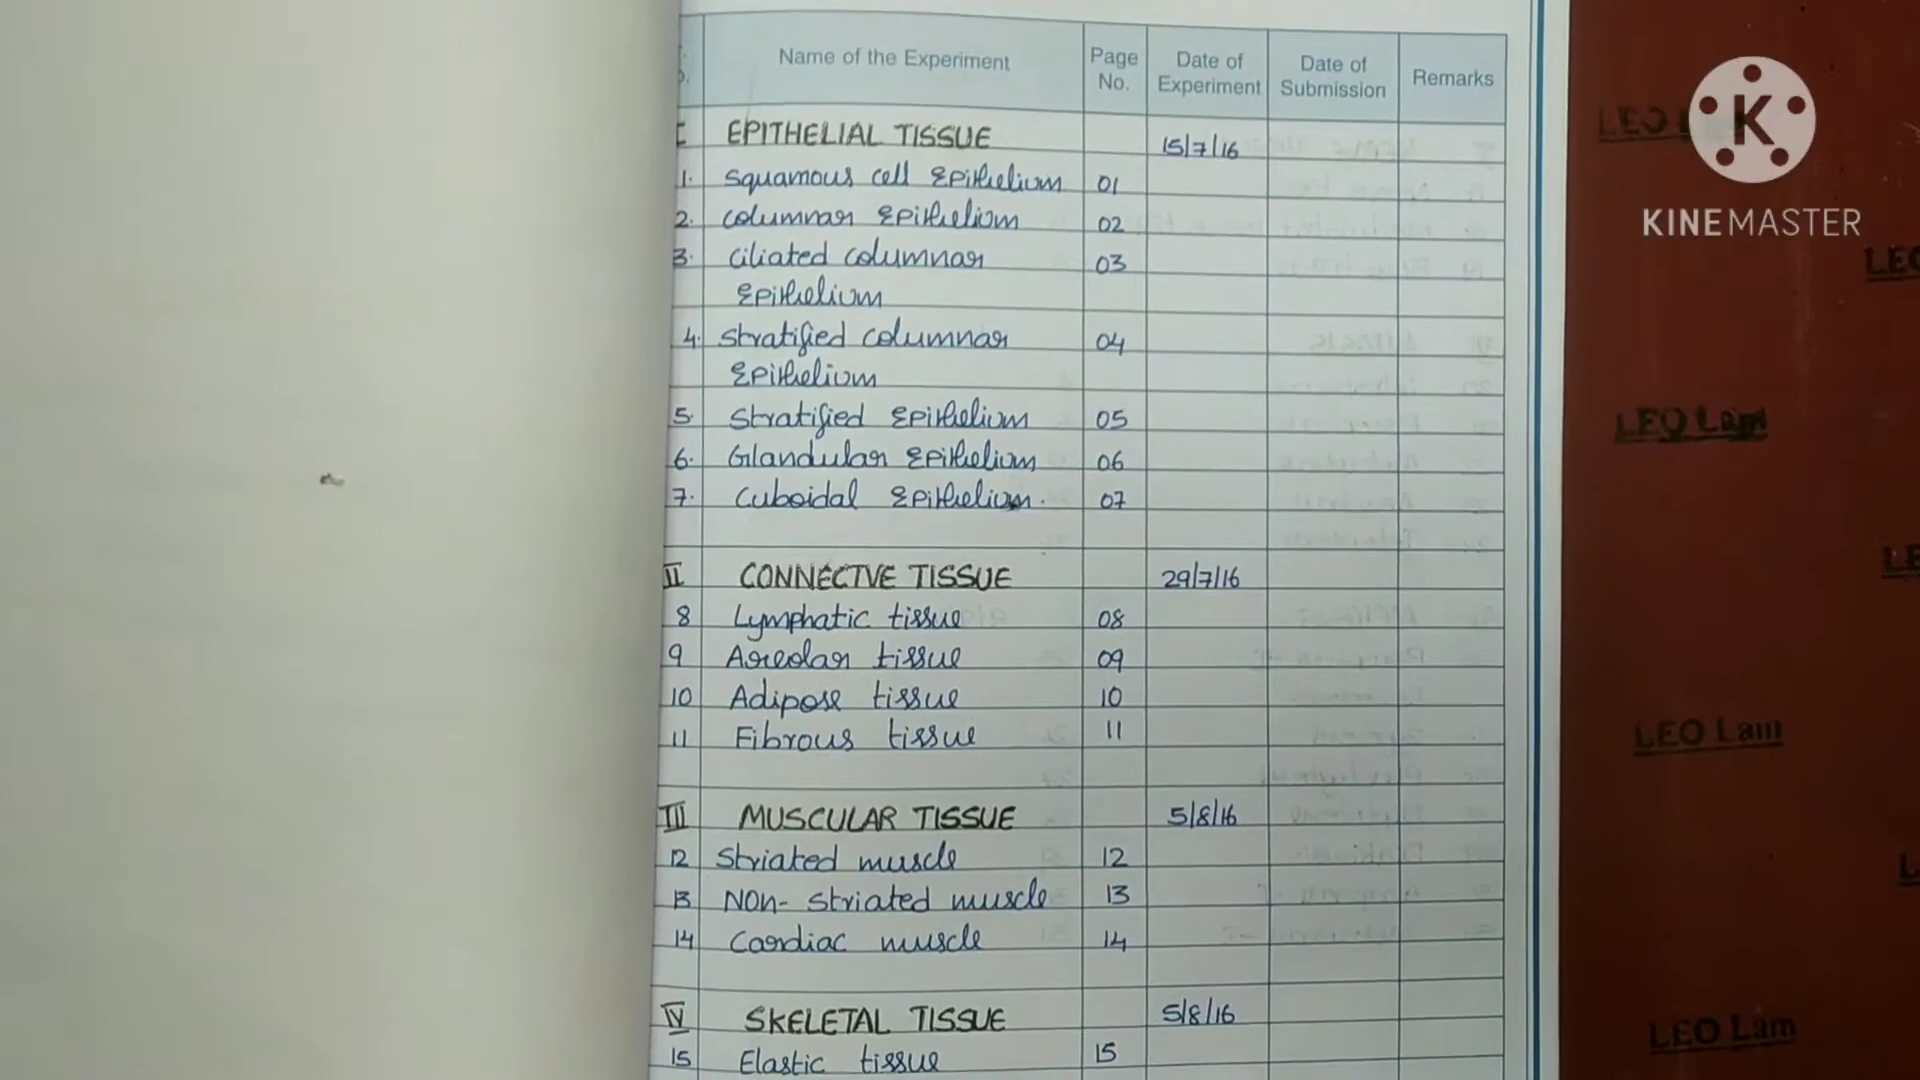 Name of the Experiment Page No. Date of Experiment Date of Submission Remarks
I EPITHELIAL TISSUE 15/7/16
1. Squamous cell Epithelium 01
2. columnar Epithelium 02
3. ciliated columnar 03
Epithelium
4. Stratified columnar 04
Epithelium
5. Stratified Epithelium 05
6. Glandular Epithelium 06
7. Cuboidal Epithelium. 07
II CONNECTVE TISSUE 29/7/16
8 Lymphatic tissue 08
9 Areolar tissue 09
10 Adipose tissue 10
11 Fibrous tissue 11
III MUSCULAR TISSUE 5/8/16
12 Striated muscle 12
13 NON- Striated muscle 13
14 Cardiac muscle 14
IV SKELETAL TISSUE 5/8/16
15 Elastic tissue 15
KINEMASTER
LEO
LEO
LEO Lam
LE
LEO Lam
L
LEO Lam